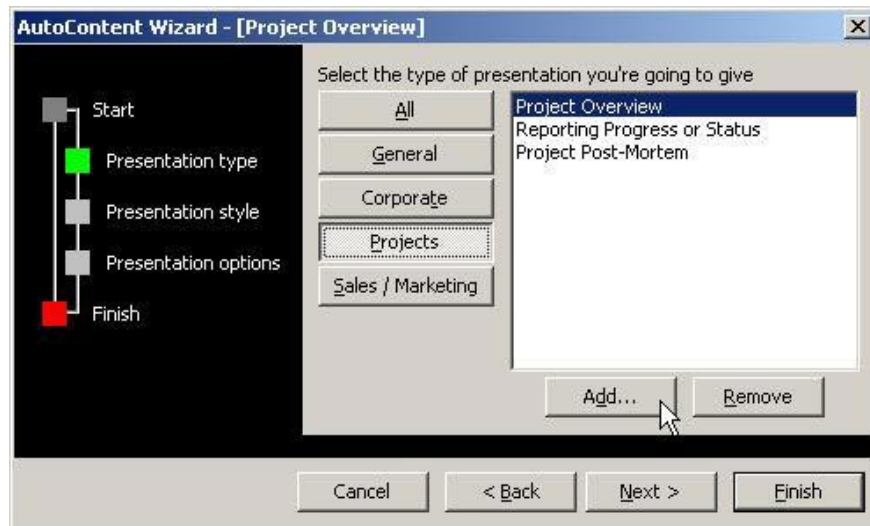 AutoContent Wizard - [Project Overview]
Start
Presentation type
Presentation style
Presentation options
Finish
Select the type of presentation you're going to give
All
General
Corporate
Projects
Sales / Marketing
Project Overview
Reporting Progress or Status
Project Post-Mortem
Add...
Remove
Cancel
< Back
Next >
Finish